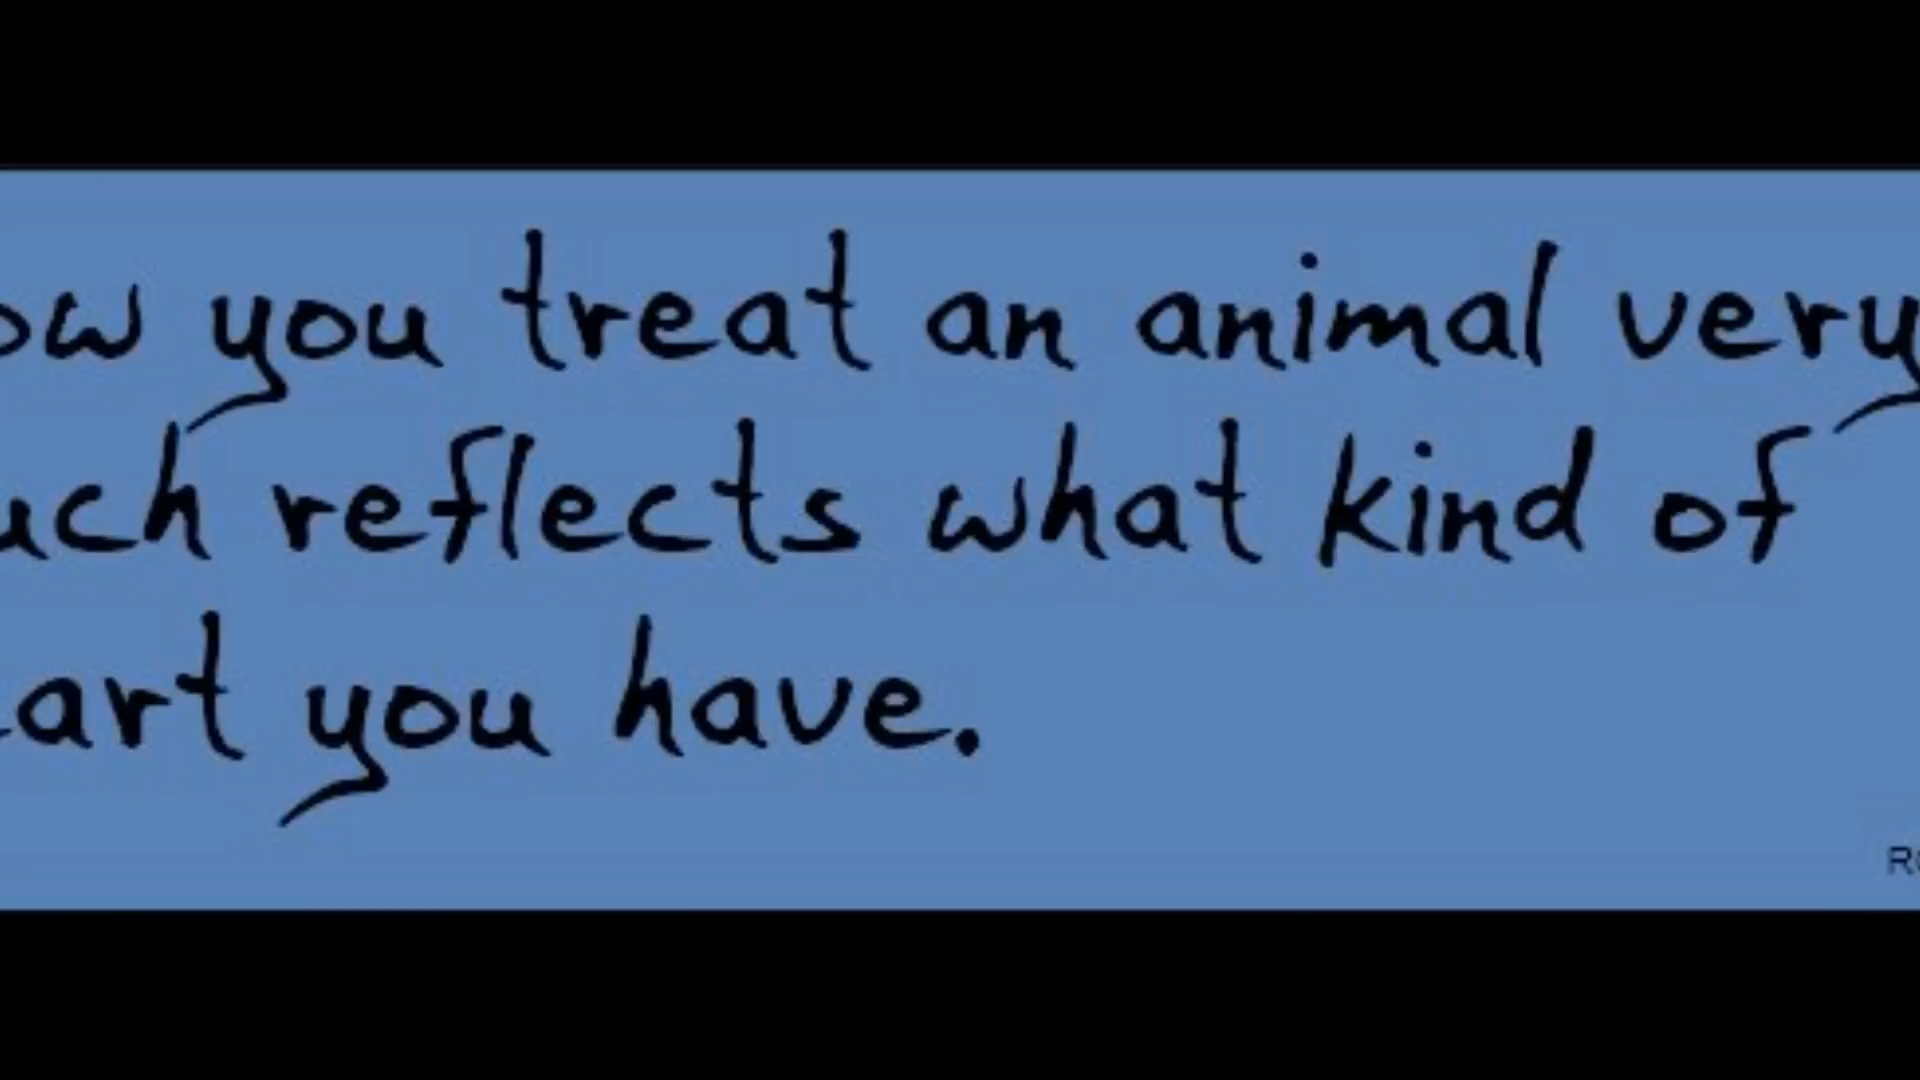 ow you treat an animal very
uch reflects what kind of
art you have.
R